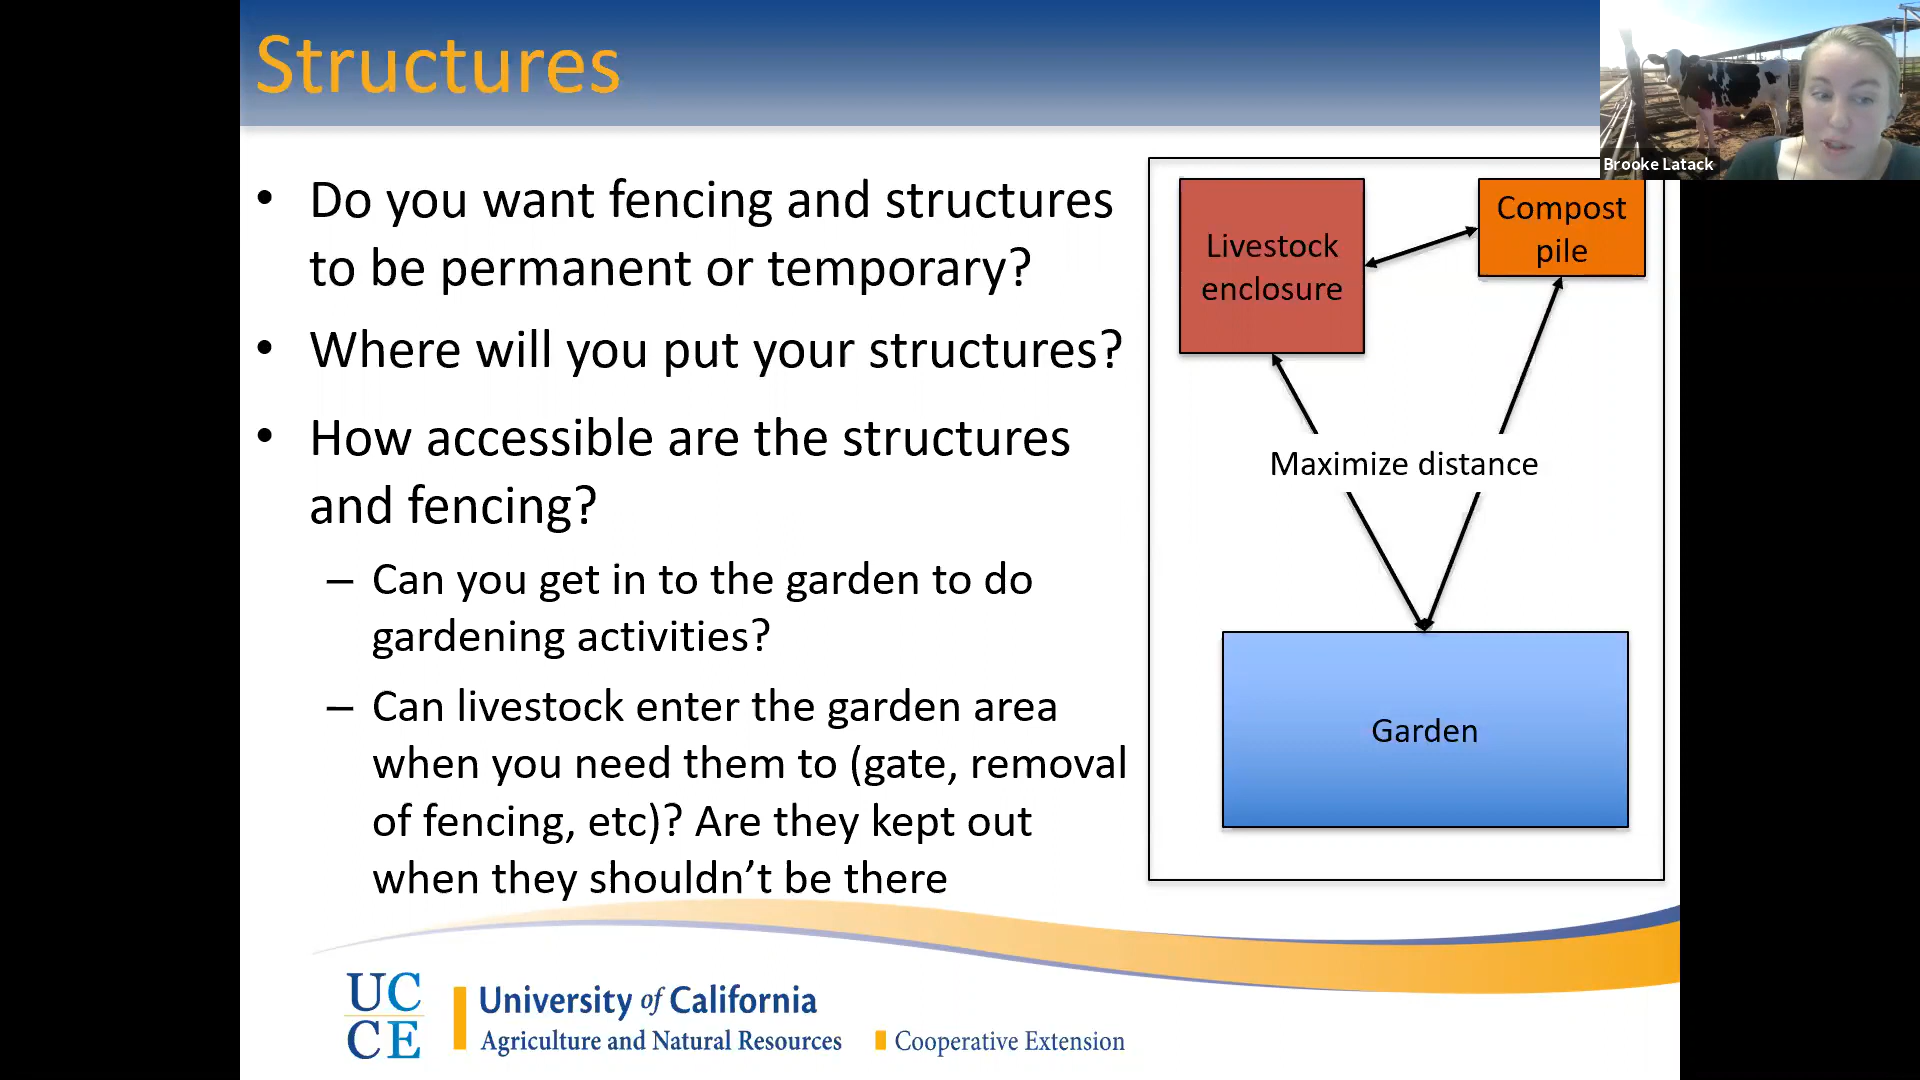 Structures
Brooke Latack
• Do you want fencing and structures
to be permanent or temporary?
• Where will you put your structures?
• How accessible are the structures
and fencing?
– Can you get in to the garden to do
gardening activities?
– Can livestock enter the garden area
when you need them to (gate, removal
of fencing, etc)? Are they kept out
when they shouldn’t be there
Livestock
enclosure
Compost
pile
Maximize distance
Garden
UC
CE
University of California
Agriculture and Natural Resources
Cooperative Extension